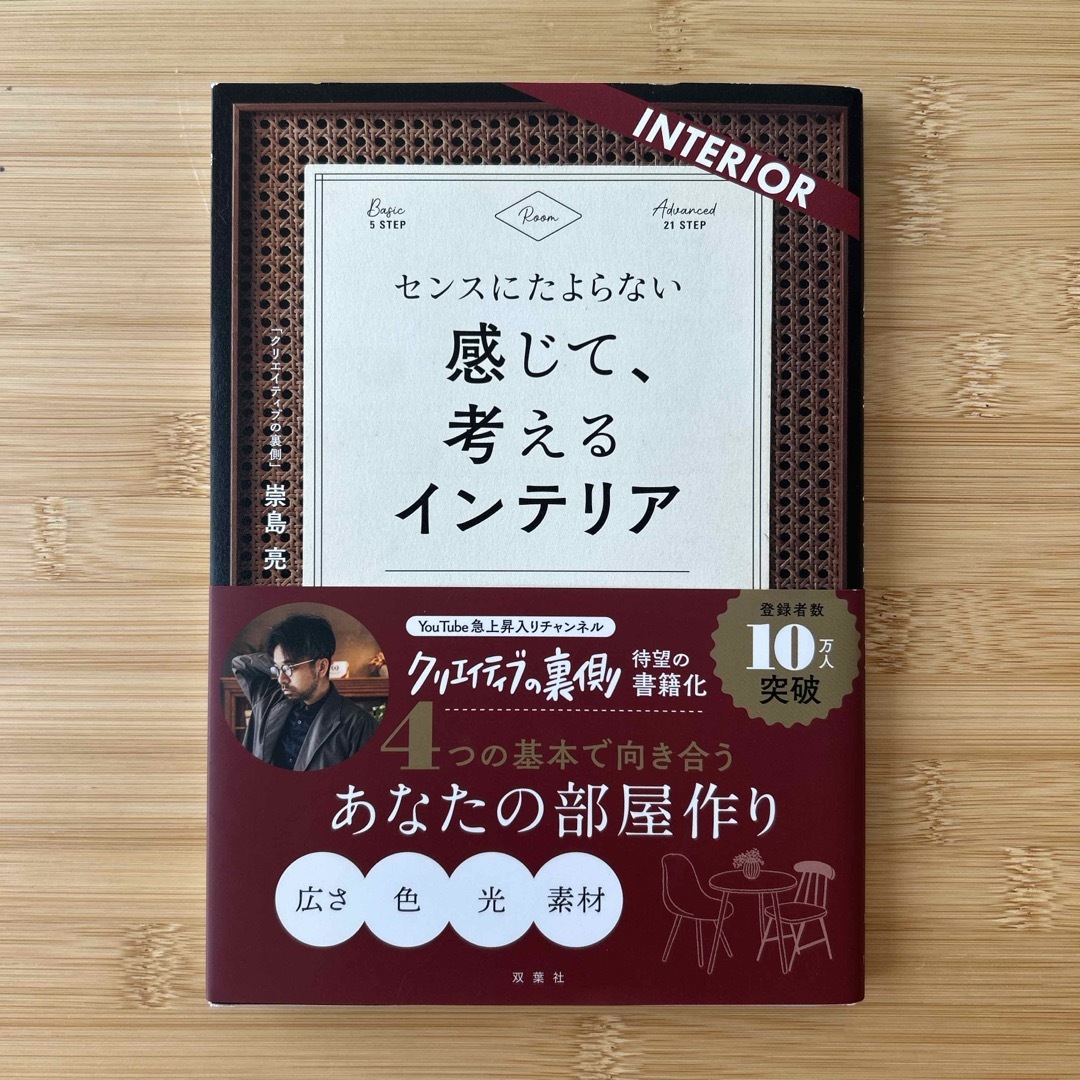 INTERIOR
Basic
5 STEP
Room
Advanced
21 STEP
センスにたよらない
感じて、
考える
インテリア
「クリエイティブの裏側」 崇島 亮
YouTube急上昇入りチャンネル
クリエイティブの裏側
待望の
書籍化
登録者数
10万人
突破
4つの基本で向き合う
あなたの部屋作り
広さ 色 光 素材
双葉社